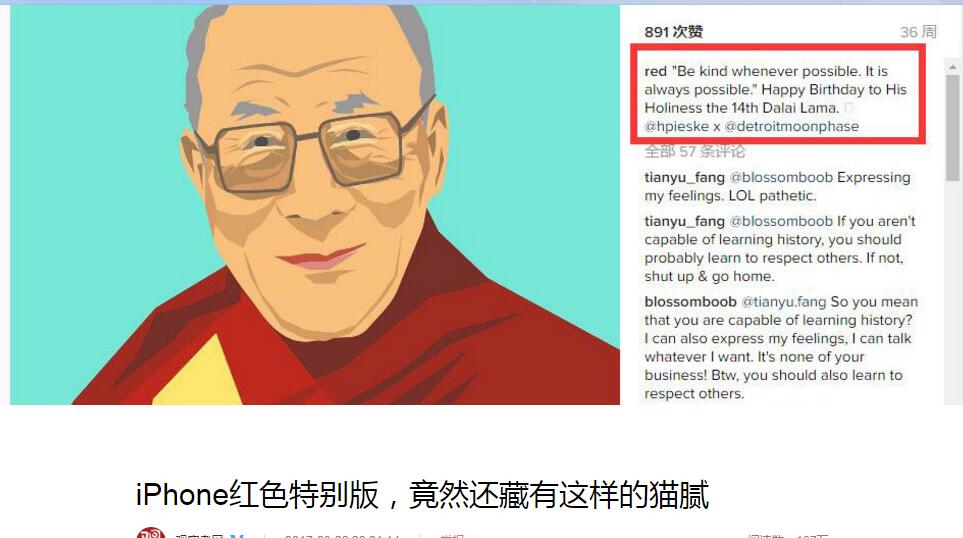 891 次赞
36 周
red "Be kind whenever possible. It is
always possible." Happy Birthday to His
Holiness the 14th Dalai Lama.
@hpieske x @detroitmoonphase
全部 57 条评论
tianyu_fang @blossomboob Expressing
my feelings. LOL pathetic.
tianyu_fang @blossomboob If you aren't
capable of learning history, you should
probably learn to respect others. If not,
shut up & go home.
blossomboob @tianyu.fang So you mean
that you are capable of learning history?
I can also express my feelings, I can talk
whatever I want. It's none of your
business! Btw, you should also learn to
respect others.
iPhone红色特别版，竟然还藏有这样的猫腻